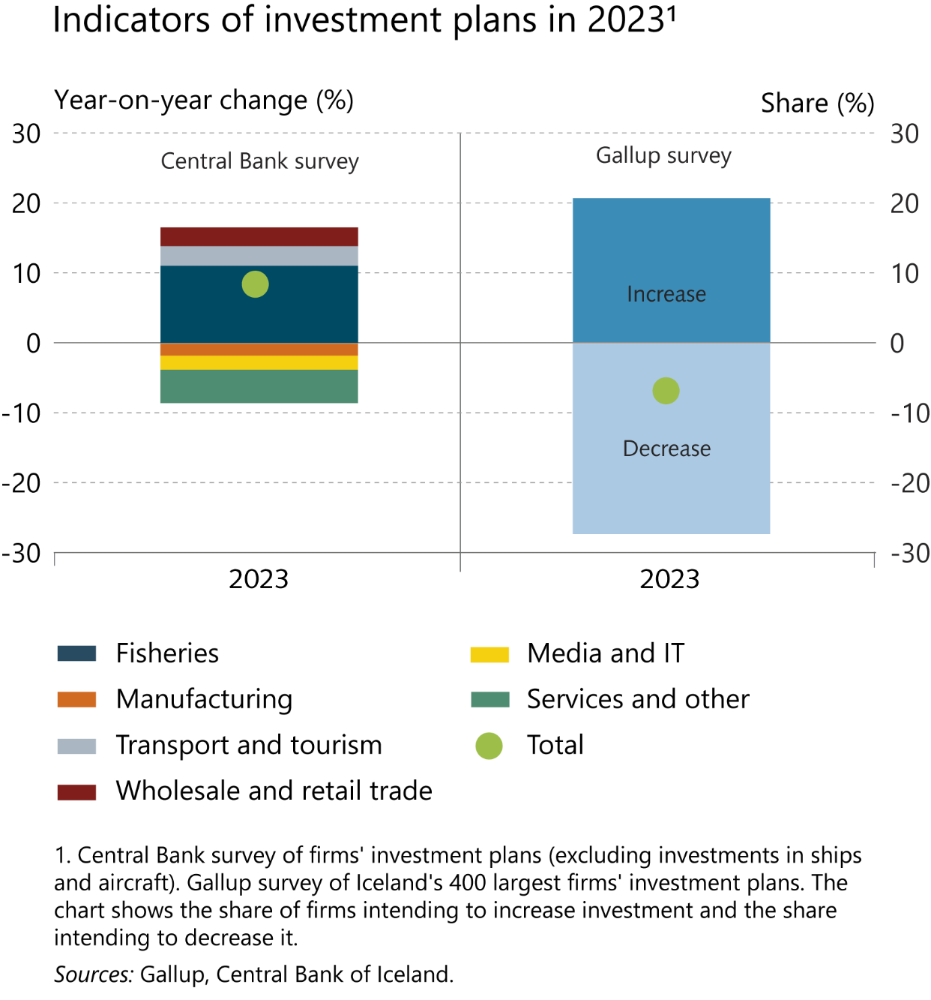 Indicators of investment plans in 2023¹
Year-on-year change (%)
Share (%)
30
20
10
0
-10
-20
-30
Central Bank survey
Gallup survey
Increase
Decrease
30
20
10
0
-10
-20
-30
2023
2023
Fisheries
Manufacturing
Transport and tourism
Wholesale and retail trade
Media and IT
Services and other
Total
1. Central Bank survey of firms' investment plans (excluding investments in ships
and aircraft). Gallup survey of Iceland's 400 largest firms' investment plans. The
chart shows the share of firms intending to increase investment and the share
intending to decrease it.
Sources: Gallup, Central Bank of Iceland.